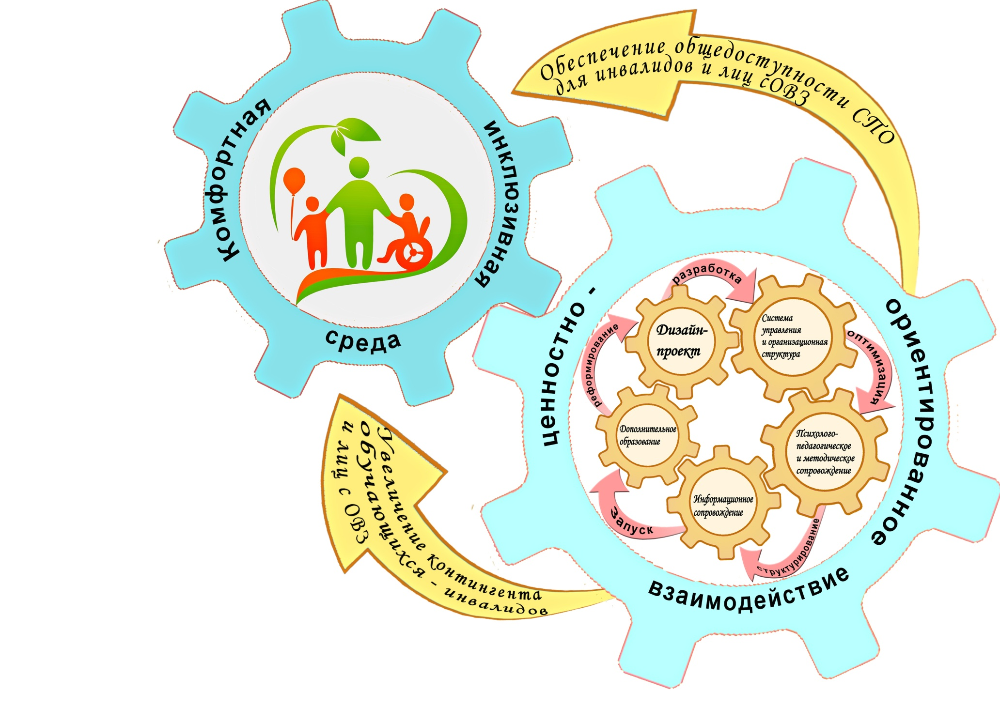 Комфортная
инклюзивная
среда
Обеспечение общедоступности СПО
для инвалидов и лиц сОВЗ
Увеличение контингента
обучающихся - инвалидов
и лиц с ОВЗ
ценностно -
ориентированное
взаимодействие
разработка
оптимизация
структурирование
Запуск
реформирование
Дизайн-
проект
Система
управления
и организационная
структура
Психолого-
педагогическое
и методическое
сопровождение
Информационное
сопровождение
Дополнительное
образование